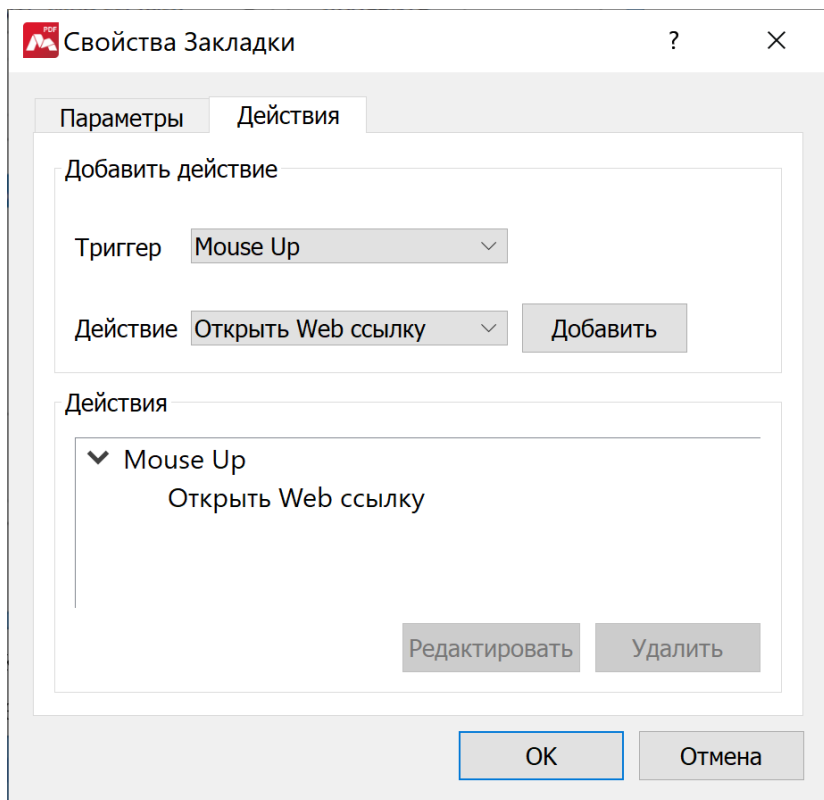 PDF
Свойства Закладки ? ×
Параметры Действия
Добавить действие
Триггер Mouse Up
Действие Открыть Web ссылку Добавить
Действия
Mouse Up
Открыть Web ссылку
Редактировать Удалить
OK Отмена